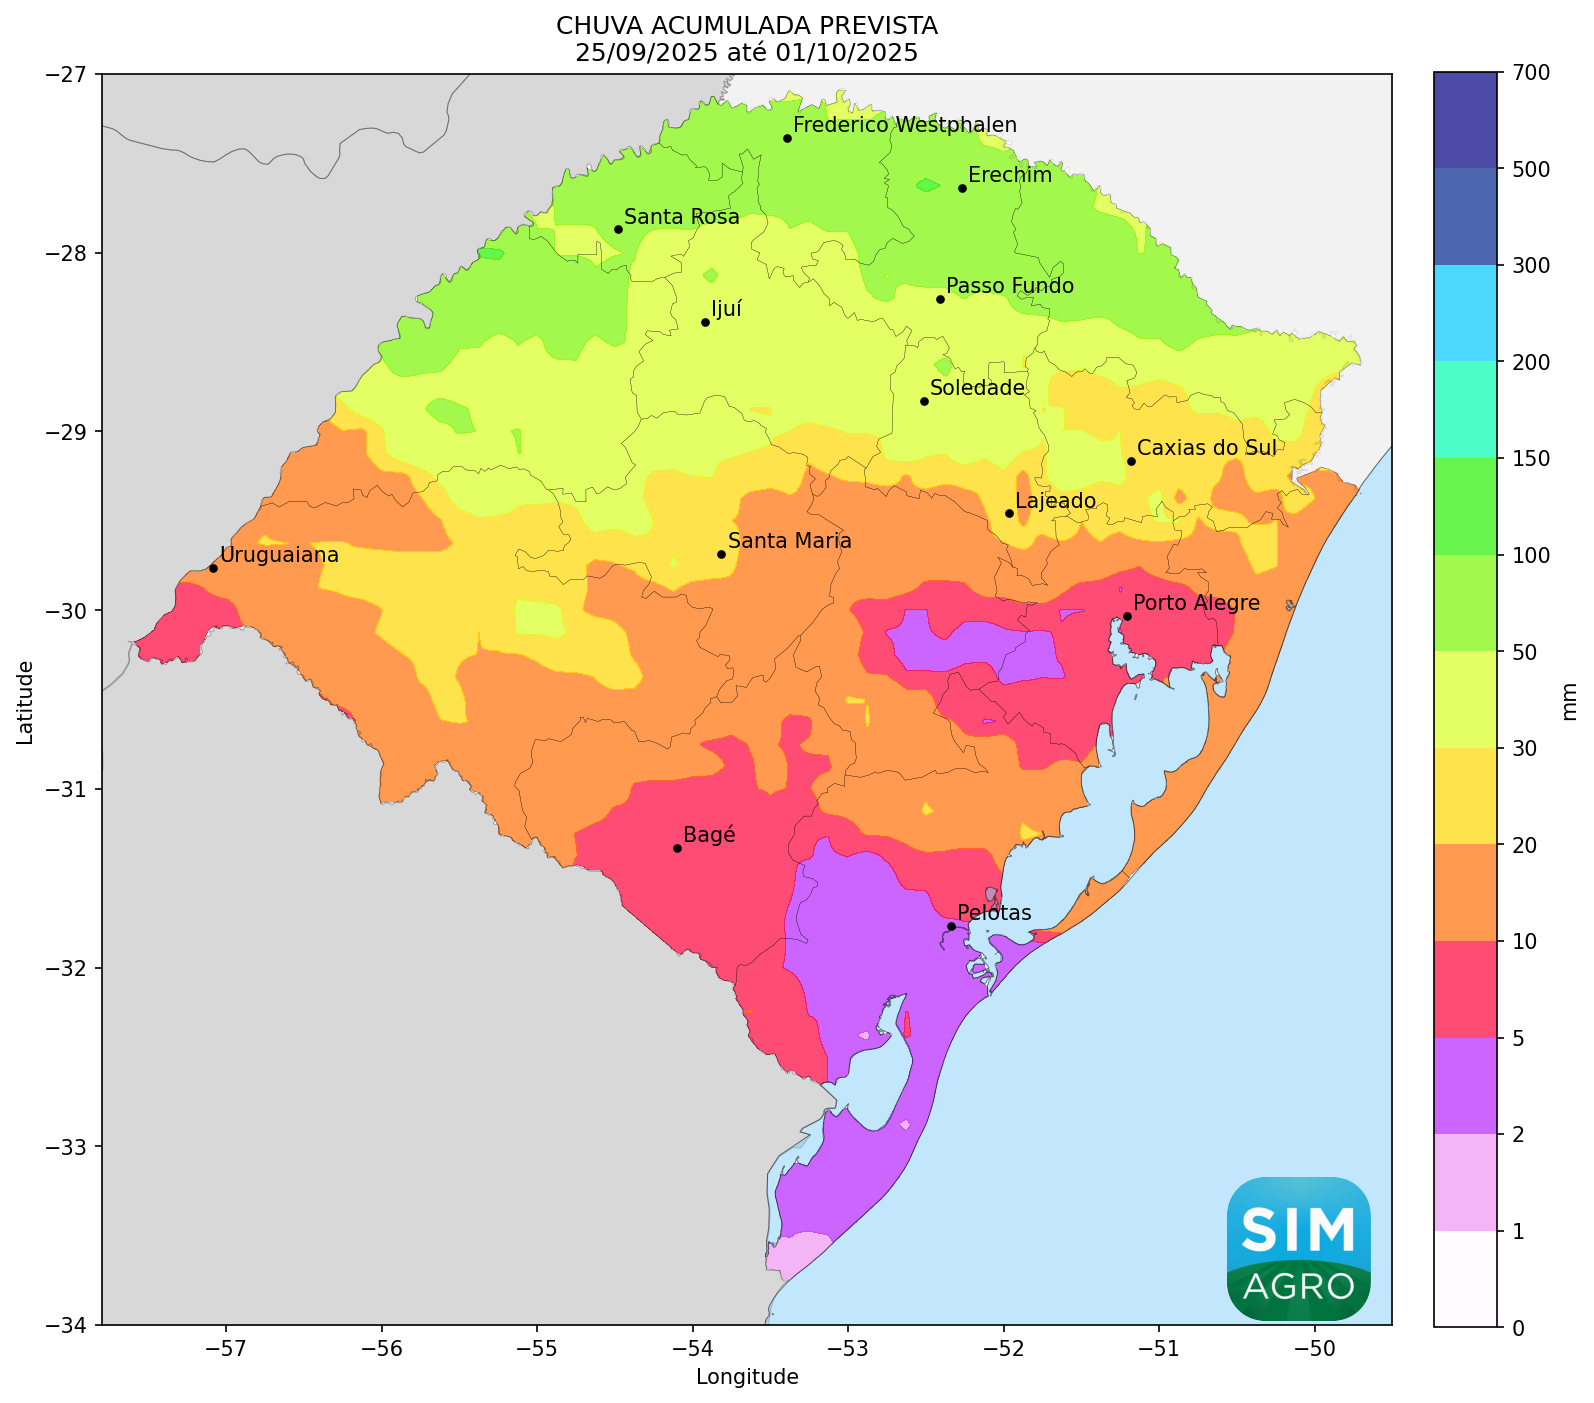 CHUVA ACUMULADA PREVISTA
25/09/2025 até 01/10/2025
−27
−28
−29
−30
−31
−32
−33
−34
Latitude
Frederico Westphalen
Erechim
Santa Rosa
Passo Fundo
Ijuí
Soledade
Caxias do Sul
Lajeado
Santa Maria
Uruguaiana
Porto Alegre
Bagé
Pelotas
SIM
AGRO
−57
−56
−55
−54
−53
−52
−51
−50
Longitude
700
500
300
200
150
100
50
30
20
10
5
2
1
0
mm